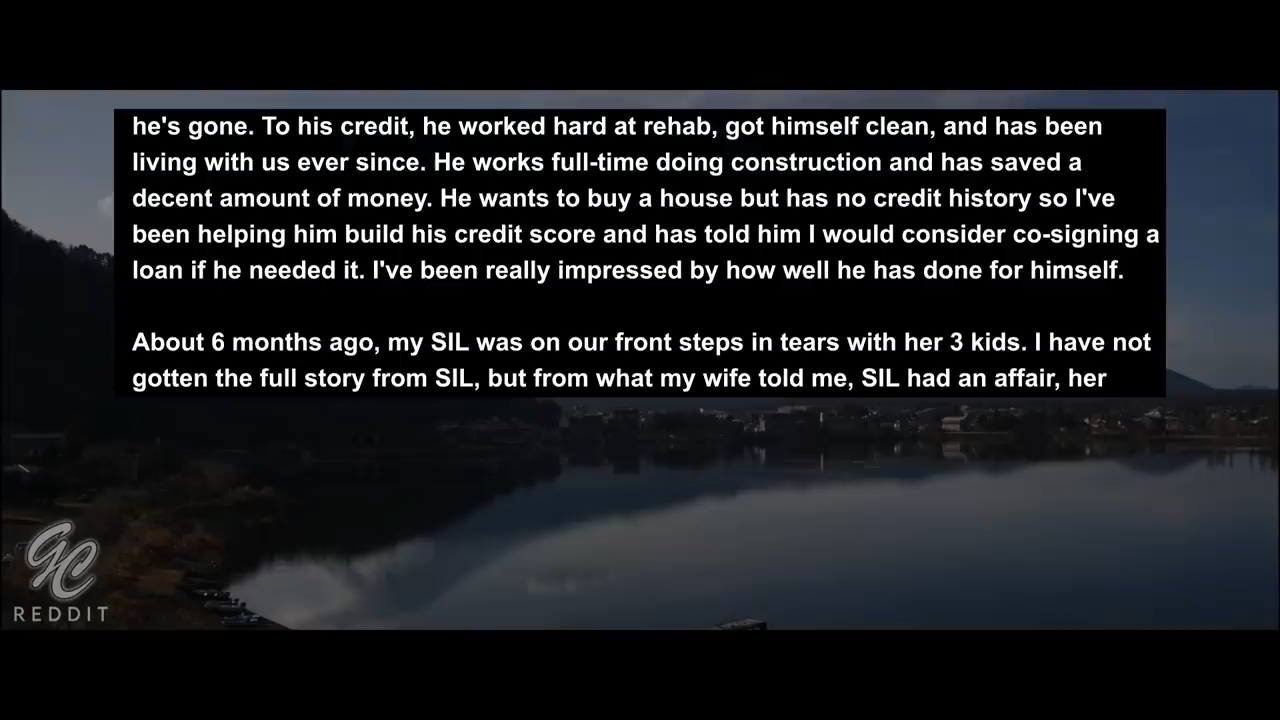 he's gone. To his credit, he worked hard at rehab, got himself clean, and has been
living with us ever since. He works full-time doing construction and has saved a
decent amount of money. He wants to buy a house but has no credit history so I've
been helping him build his credit score and has told him I would consider co-signing a
loan if he needed it. I've been really impressed by how well he has done for himself.
About 6 months ago, my SIL was on our front steps in tears with her 3 kids. I have not
gotten the full story from SIL, but from what my wife told me, SIL had an affair, her
GC
REDDIT